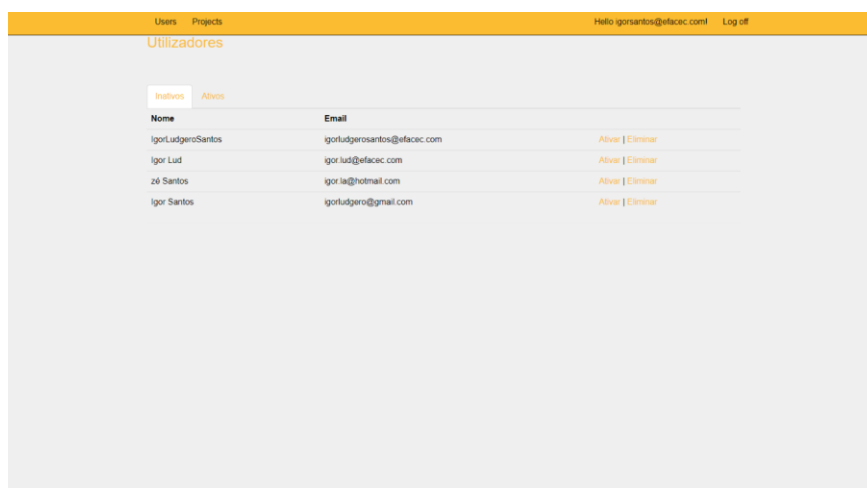 Users Projects Hello igorsantos@efacec.com! Log off
Utilizadores
Inativos Ativos
Nome Email
IgorLudgeroSantos igorludgerosantos@efacec.com Ativar | Eliminar
Igor Lud igor.lud@efacec.com Ativar | Eliminar
zé Santos igor.la@hotmail.com Ativar | Eliminar
Igor Santos igorludgero@gmail.com Ativar | Eliminar